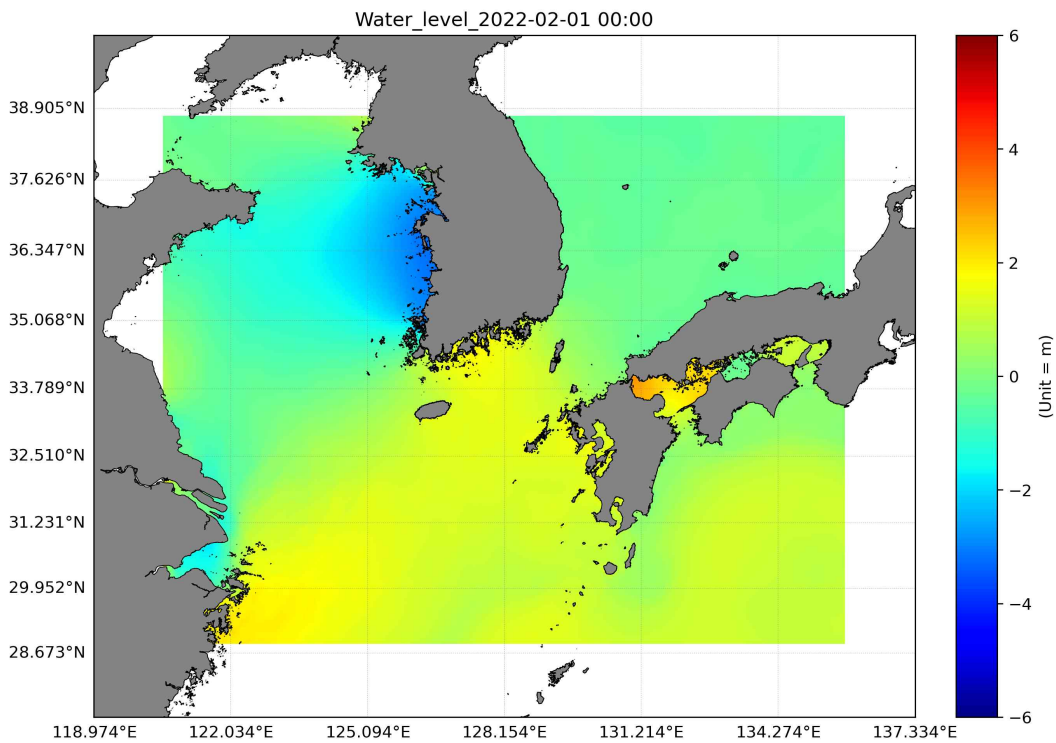 Water_level_2022-02-01 00:00
38.905°N
37.626°N
36.347°N
35.068°N
33.789°N
32.510°N
31.231°N
29.952°N
28.673°N
118.974°E
122.034°E
125.094°E
128.154°E
131.214°E
134.274°E
137.334°E
6
4
2
0
−2
−4
−6
(Unit = m)